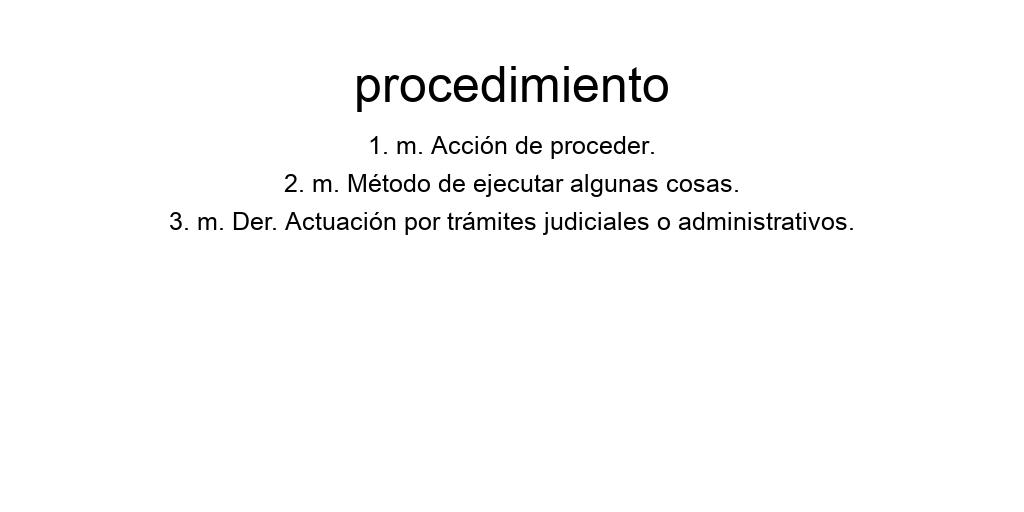 procedimiento
1. m. Acción de proceder.
2. m. Método de ejecutar algunas cosas.
3. m. Der. Actuación por trámites judiciales o administrativos.